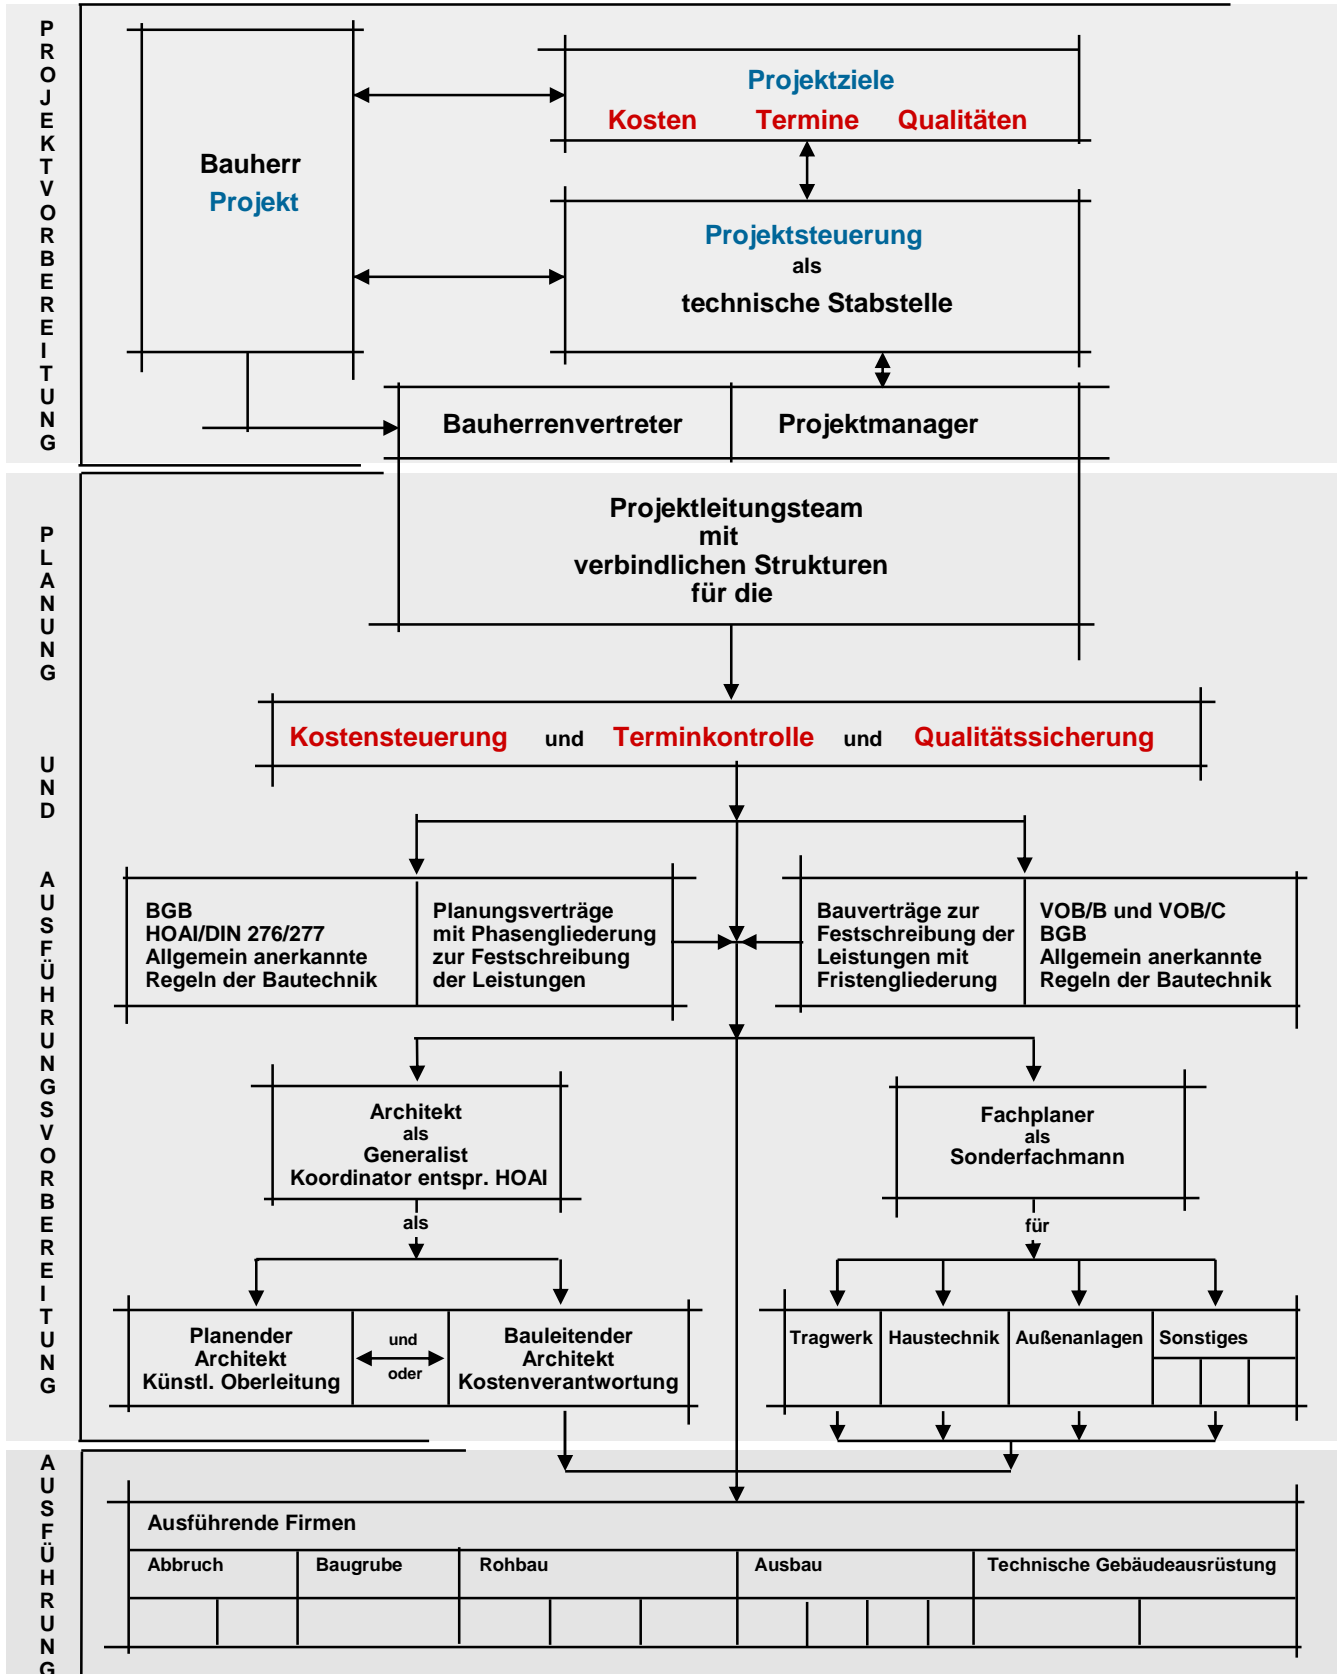 PROJEKTVORBEREITUNG
Projektziele
Kosten Termine Qualitäten
Bauherr
Projekt
Projektsteuerung
als
technische Stabstelle
Bauherrenvertreter
Projektmanager
PLANUNG UND AUSFÜHRUNGSVORBEREITUNG
Projektleitungsteam
mit
verbindlichen Strukturen
für die
Kostensteuerung und Terminkontrolle und Qualitätssicherung
BGB
HOAI/DIN 276/277
Allgemein anerkannte
Regeln der Bautechnik
Planungsverträge
mit Phasengliederung
zur Festschreibung
der Leistungen
Bauverträge zur
Festschreibung der
Leistungen mit
Fristengliederung
VOB/B und VOB/C
BGB
Allgemein anerkannte
Regeln der Bautechnik
Architekt
als
Generalist
Koordinator entspr. HOAI
als
Fachplaner
als
Sonderfachmann
für
Planender
Architekt
Künstl. Oberleitung
und
oder
Bauleitender
Architekt
Kostenverantwortung
Tragwerk
Haustechnik
Außenanlagen
Sonstiges
AUSFÜHRUNG
Ausführende Firmen
Abbruch
Baugrube
Rohbau
Ausbau
Technische Gebäudeausrüstung